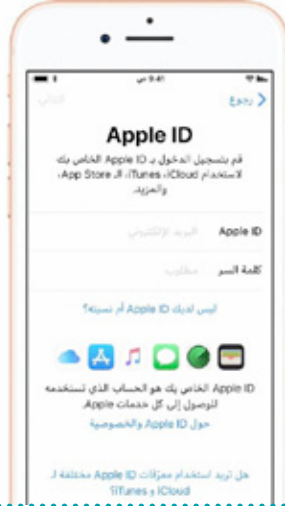 9:41 ص
رجوع
التالي
Apple ID
قم بتسجيل الدخول بـ Apple ID الخاص بك
لاستخدام iTunes ،iCloud، الـ App Store،
والمزيد.
Apple ID البريد الإلكتروني
كلمة السر مطلوب
ليس لديك Apple ID أم نسيته؟
Apple ID الخاص بك هو الحساب الذي تستخدمه
للوصول إلى كل خدمات Apple.
حول Apple ID والخصوصية
هل تريد استخدام معرّفات Apple ID مختلفة لـ
iCloud و iTunes؟